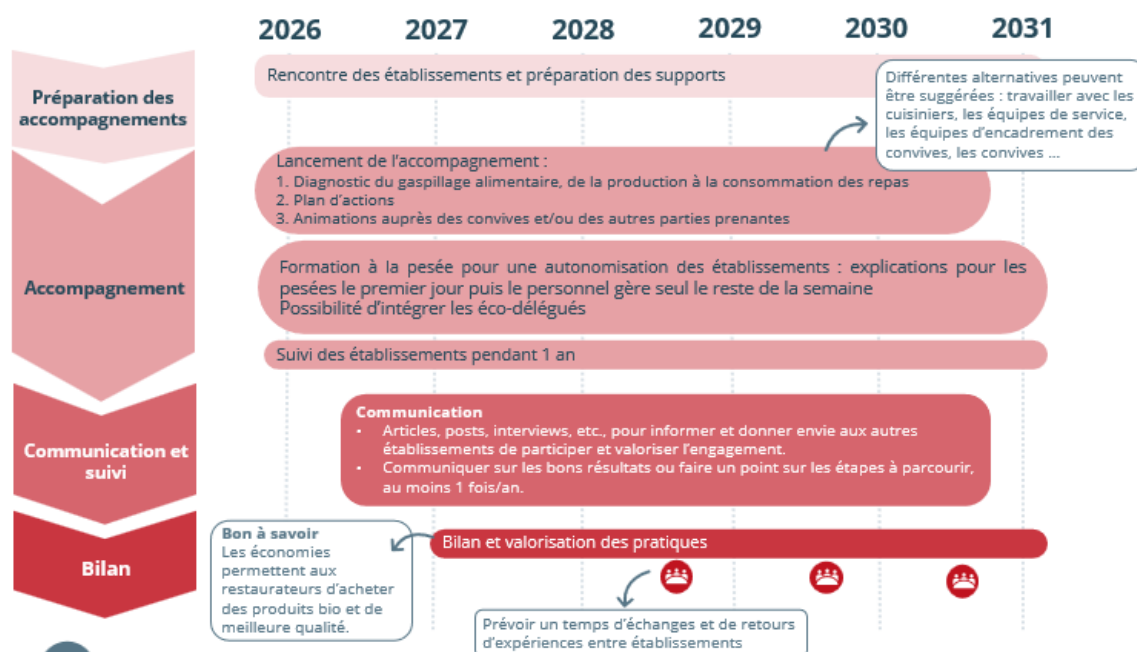 2026 2027 2028 2029 2030 2031
Préparation des
accompagnements
Rencontre des établissements et préparation des supports
Différentes alternatives peuvent
être suggérées : travailler avec les
cuisiniers, les équipes de service,
les équipes d'encadrement des
convives, les convives ...
Accompagnement
Lancement de l'accompagnement :
1. Diagnostic du gaspillage alimentaire, de la production à la consommation des repas
2. Plan d'actions
3. Animations auprès des convives et/ou des autres parties prenantes
Formation à la pesée pour une autonomisation des établissements : explications pour les
pesées le premier jour puis le personnel gère seul le reste de la semaine
Possibilité d'intégrer les éco-délégués
Suivi des établissements pendant 1 an
Communication et
suivi
Communication
• Articles, posts, interviews, etc., pour informer et donner envie aux autres
établissements de participer et valoriser l'engagement.
• Communiquer sur les bons résultats ou faire un point sur les étapes à parcourir,
au moins 1 fois/an.
Bilan
Bon à savoir
Les économies
permettent aux
restaurateurs d'acheter
des produits bio et de
meilleure qualité.
Bilan et valorisation des pratiques
Prévoir un temps d'échanges et de retours
d'expériences entre établissements